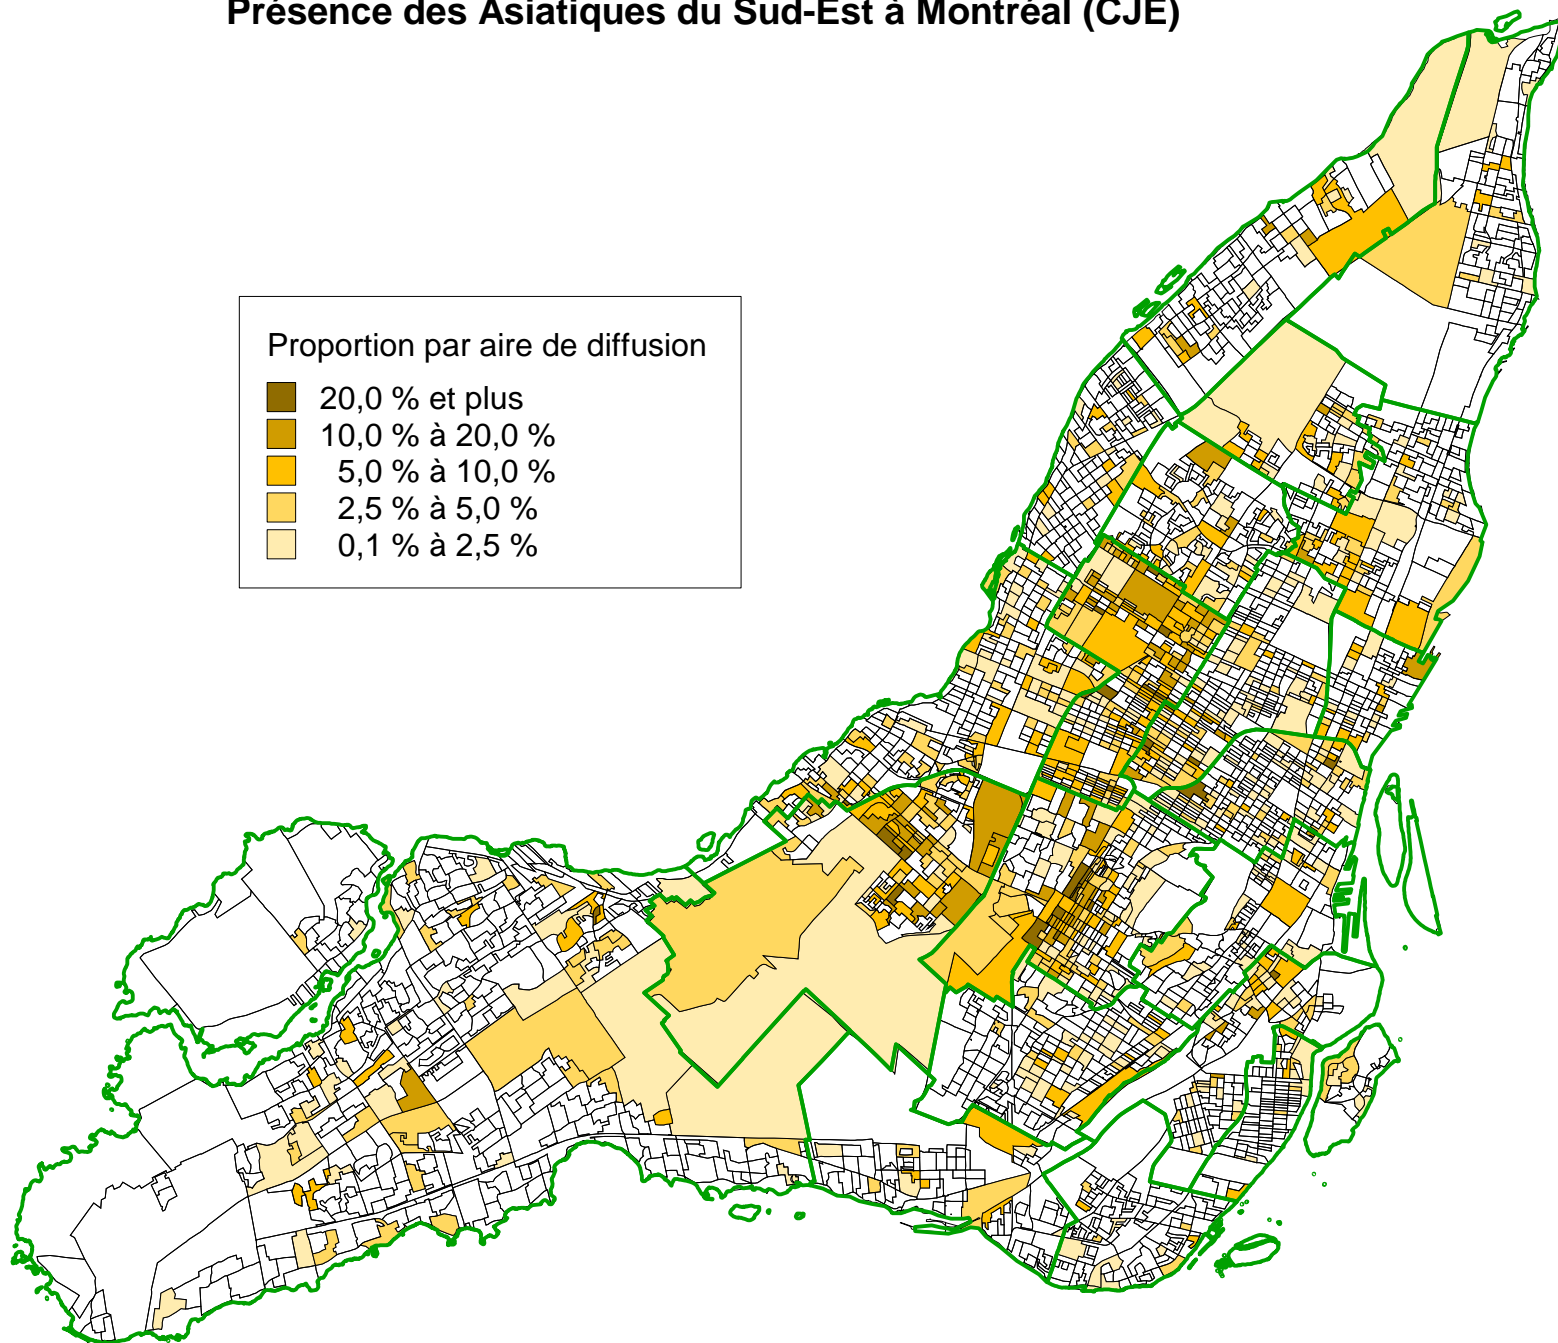 Présence des Asiatiques du Sud-Est à Montréal (CJE)
Proportion par aire de diffusion
20,0 % et plus
10,0 % à 20,0 %
5,0 % à 10,0 %
2,5 % à 5,0 %
0,1 % à 2,5 %